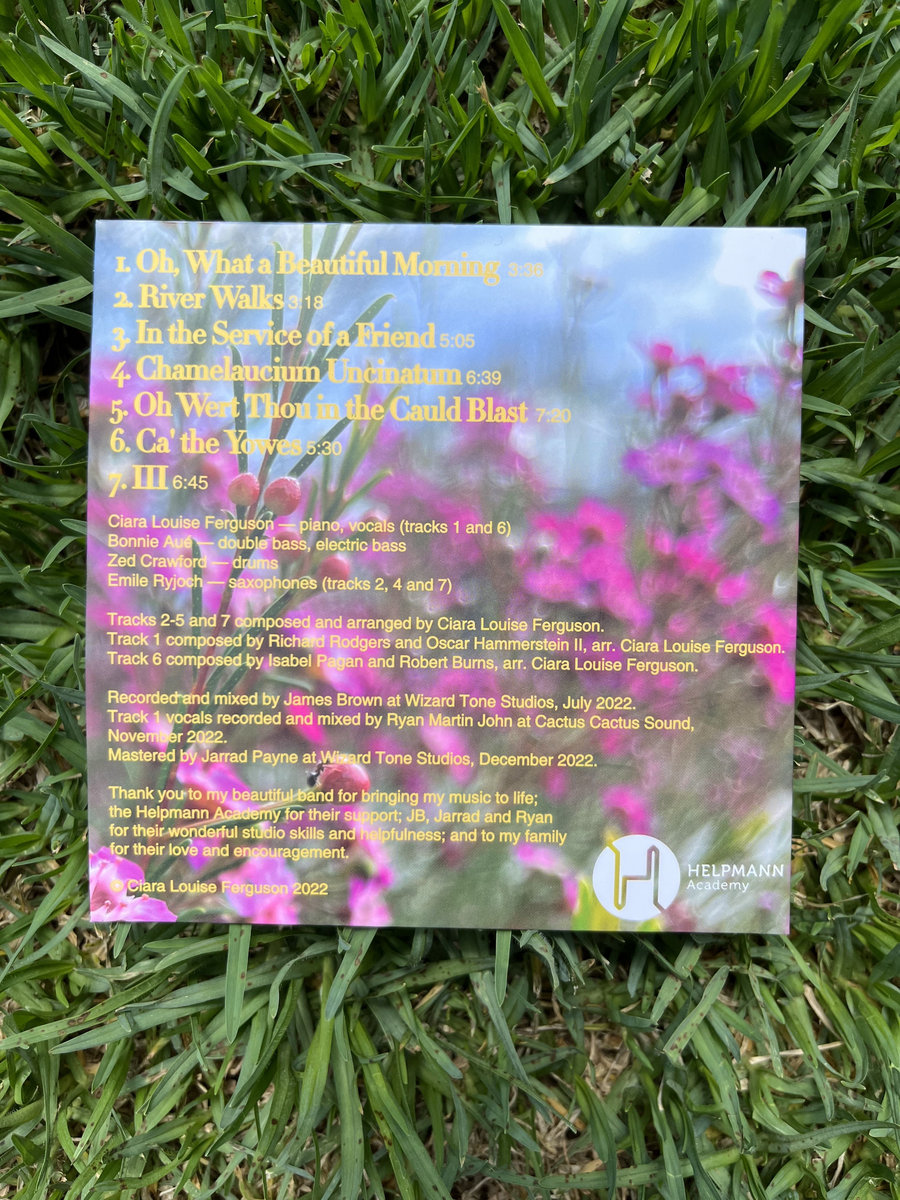 1. Oh, What a Beautiful Morning 3:36
2. River Walks 3:18
3. In the Service of a Friend 5:05
4. Chamelaucium Uncinatum 6:39
5. Oh Wert Thou in the Cauld Blast 7:20
6. Ca' the Yowes 5:30
7. III 6:45
Ciara Louise Ferguson — piano, vocals (tracks 1 and 6)
Bonnie Aué — double bass, electric bass
Zed Crawford — drums
Emile Ryjoch — saxophones (tracks 2, 4 and 7)
Tracks 2-5 and 7 composed and arranged by Ciara Louise Ferguson.
Track 1 composed by Richard Rodgers and Oscar Hammerstein II, arr. Ciara Louise Ferguson.
Track 6 composed by Isabel Pagan and Robert Burns, arr. Ciara Louise Ferguson.
Recorded and mixed by James Brown at Wizard Tone Studios, July 2022.
Track 1 vocals recorded and mixed by Ryan Martin John at Cactus Cactus Sound,
November 2022.
Mastered by Jarrad Payne at Wizard Tone Studios, December 2022.
Thank you to my beautiful band for bringing my music to life;
the Helpmann Academy for their support; JB, Jarrad and Ryan
for their wonderful studio skills and helpfulness; and to my family
for their love and encouragement.
© Ciara Louise Ferguson 2022
HELPMANN
Academy